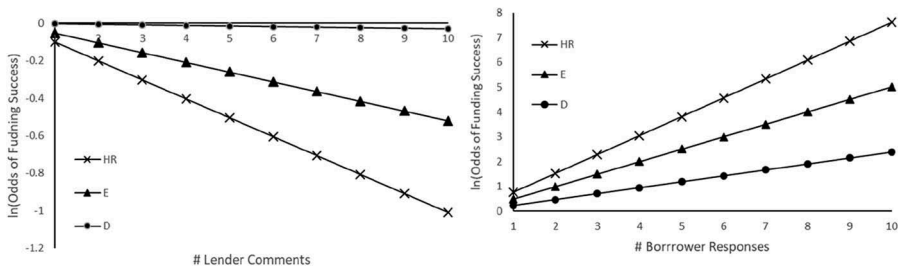 0
1 2 3 4 5 6 7 8 9 10
-0.2
-0.4
-0.6
-0.8
-1
-1.2
ln(Odds of Fudning Success)
HR
E
D
# Lender Comments
8
7
6
5
4
3
2
1
0
ln(Odds of Funding Success)
HR
E
D
1 2 3 4 5 6 7 8 9 10
# Borrrower Responses